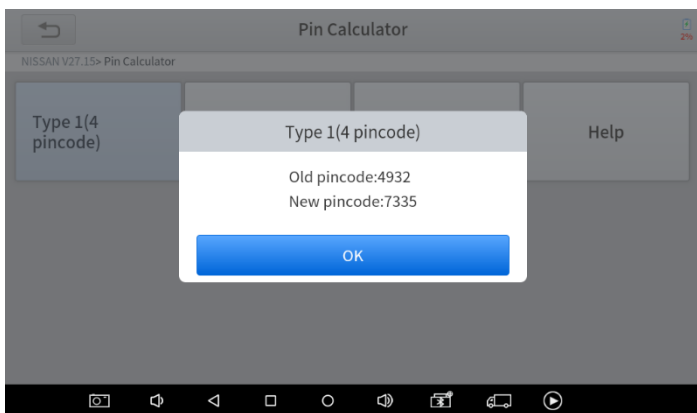 Pin Calculator
2%
NISSAN V27.15> Pin Calculator
Type 1(4
pincode)
Help
Type 1(4 pincode)
Old pincode:4932
New pincode:7335
OK